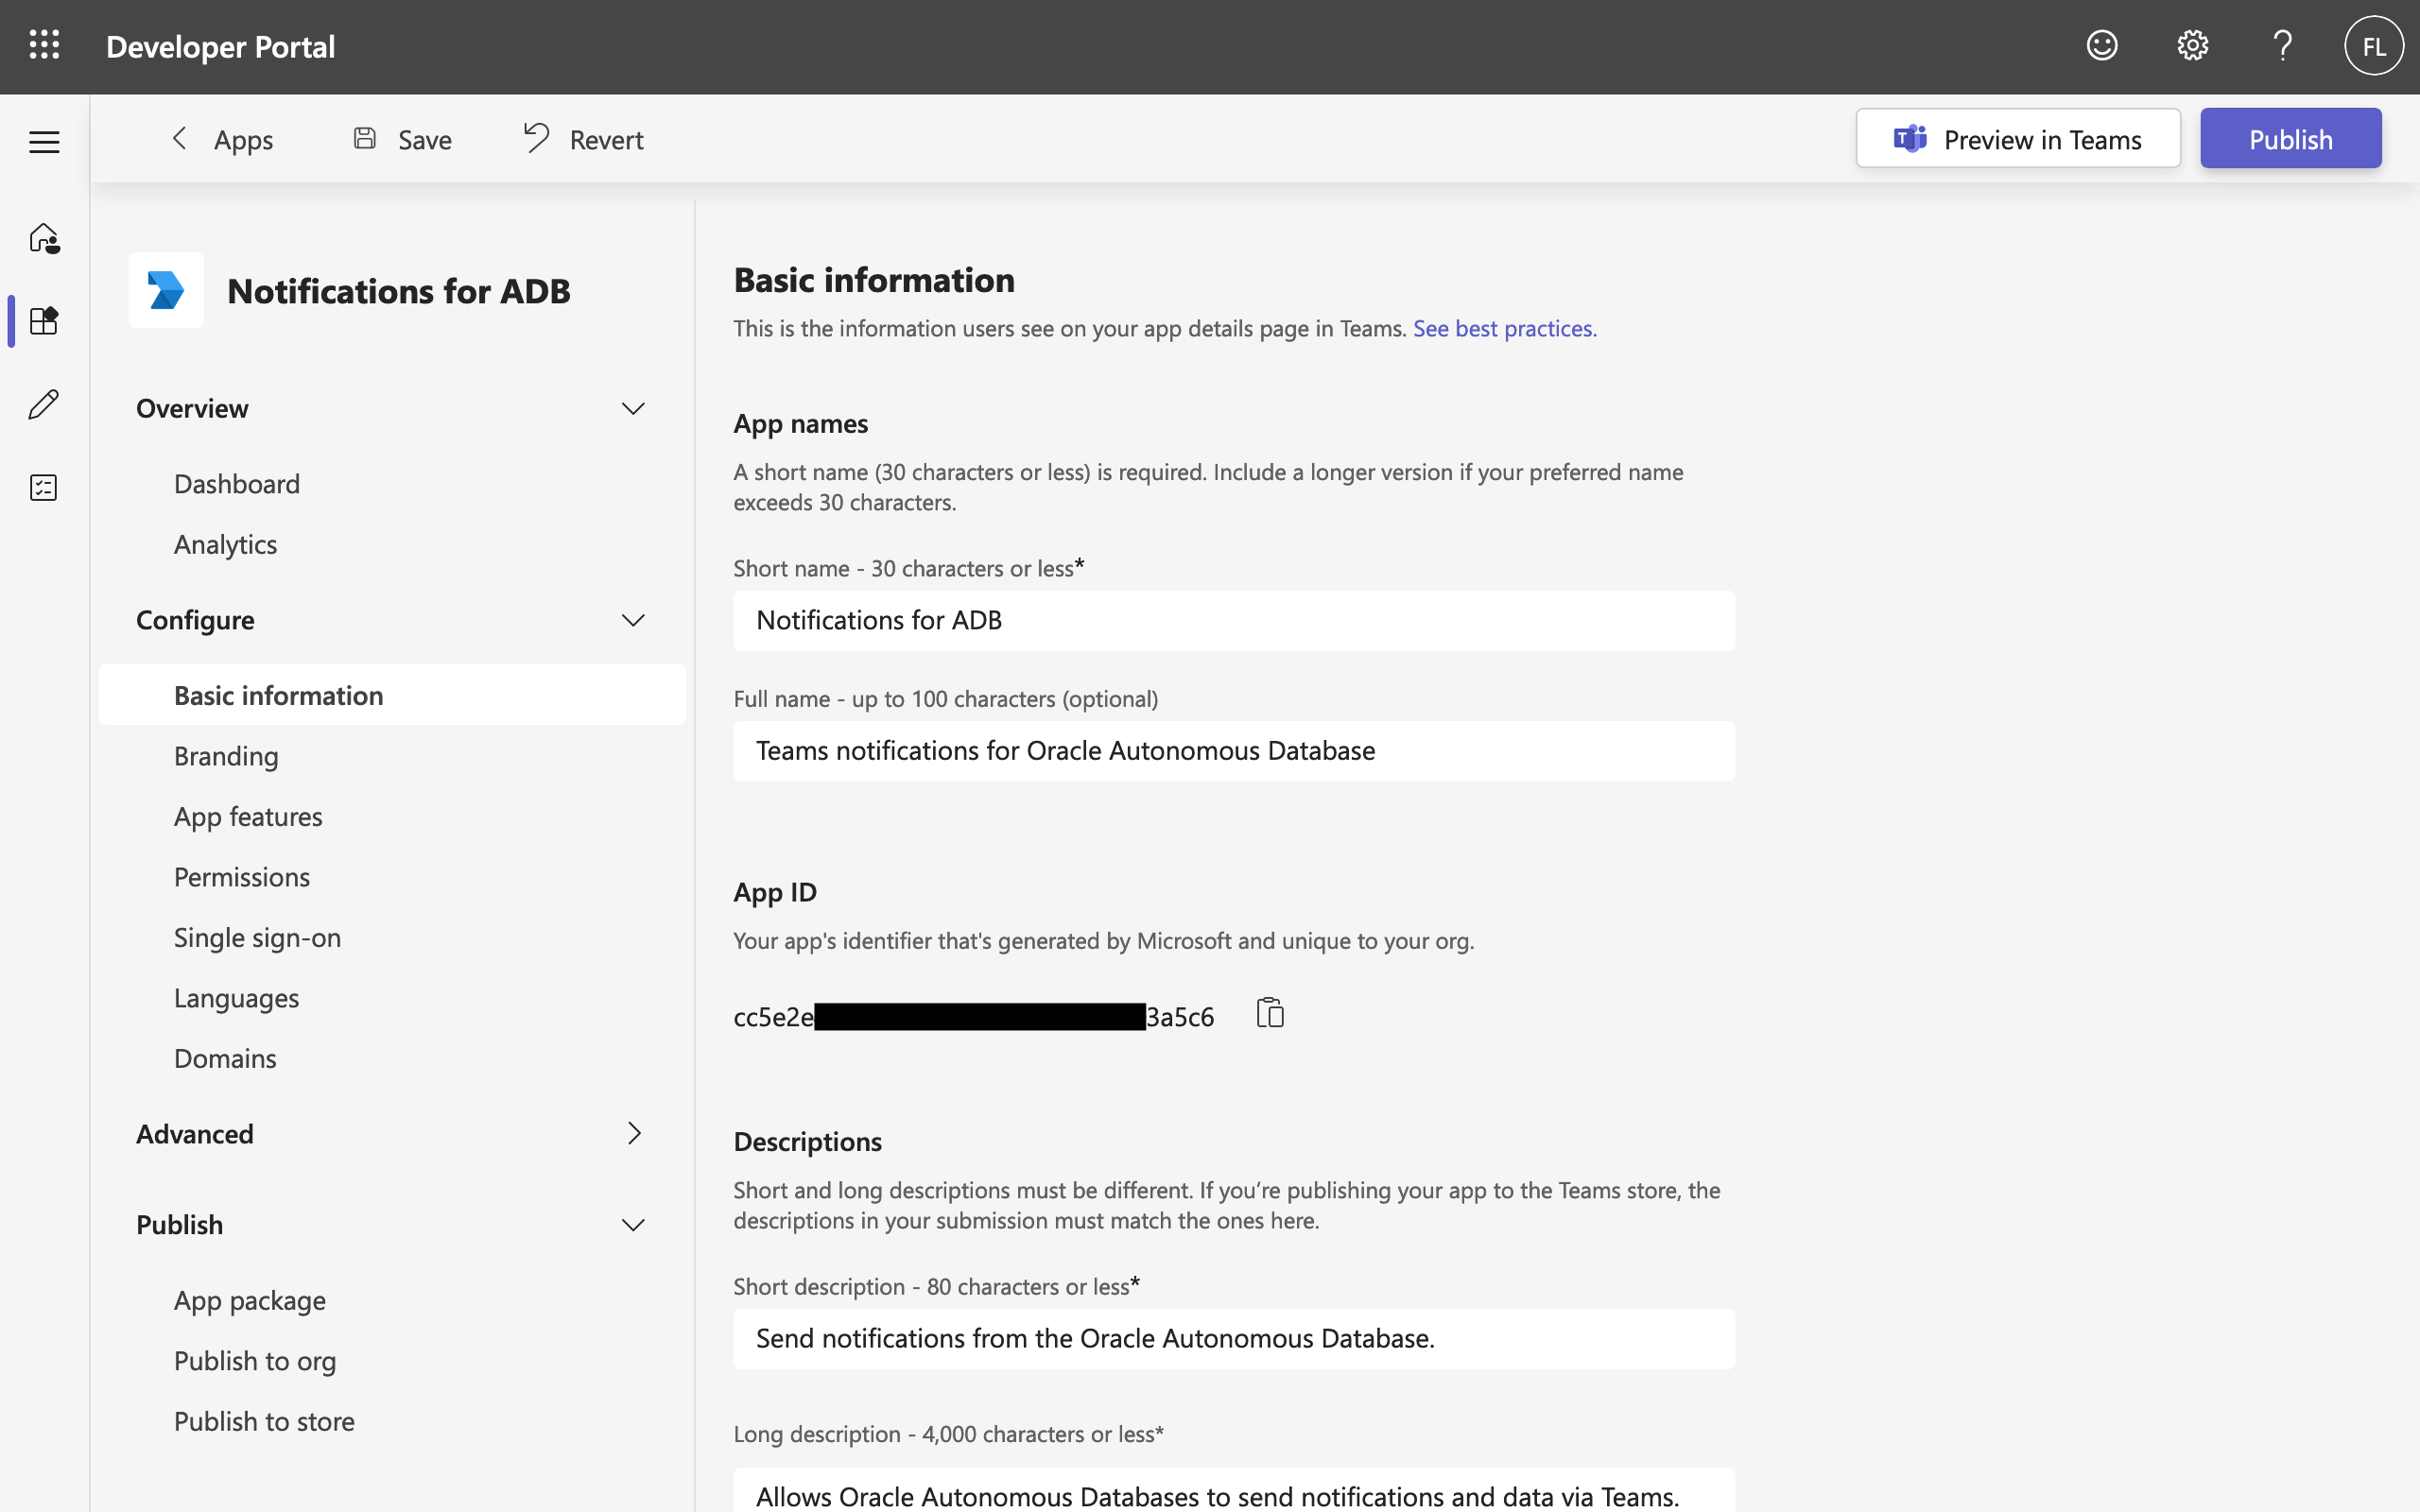 Developer Portal
FL
Apps
Save
Revert
Preview in Teams
Publish
Notifications for ADB
Overview
Dashboard
Analytics
Configure
Basic information
Branding
App features
Permissions
Single sign-on
Languages
Domains
Advanced
Publish
App package
Publish to org
Publish to store
Basic information
This is the information users see on your app details page in Teams. See best practices.
App names
A short name (30 characters or less) is required. Include a longer version if your preferred name
exceeds 30 characters.
Short name - 30 characters or less*
Notifications for ADB
Full name - up to 100 characters (optional)
Teams notifications for Oracle Autonomous Database
App ID
Your app's identifier that's generated by Microsoft and unique to your org.
cc5e2e 3a5c6
Descriptions
Short and long descriptions must be different. If you’re publishing your app to the Teams store, the
descriptions in your submission must match the ones here.
Short description - 80 characters or less*
Send notifications from the Oracle Autonomous Database.
Long description - 4,000 characters or less*
Allows Oracle Autonomous Databases to send notifications and data via Teams.